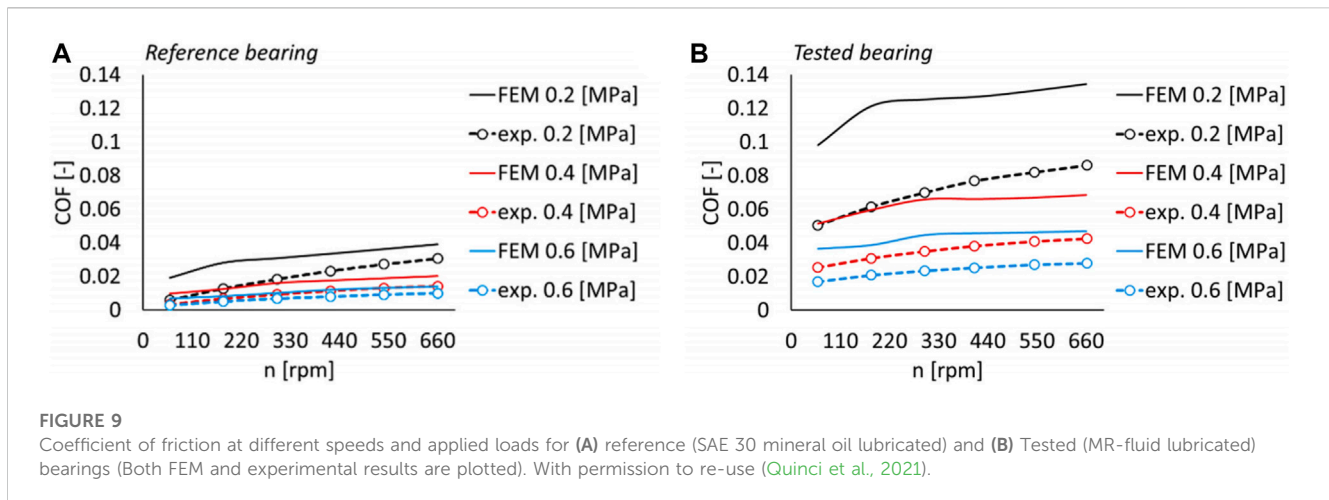 A
Reference bearing
0.14
0.12
0.1
0.08
0.06
0.04
0.02
0
COF [-]
0 110 220 330 440 550 660
n [rpm]
FEM 0.2 [MPa]
exp. 0.2 [MPa]
FEM 0.4 [MPa]
exp. 0.4 [MPa]
FEM 0.6 [MPa]
exp. 0.6 [MPa]
B
Tested bearing
0.14
0.12
0.1
0.08
0.06
0.04
0.02
0
COF [-]
0 110 220 330 440 550 660
n [rpm]
FEM 0.2 [MPa]
exp. 0.2 [MPa]
FEM 0.4 [MPa]
exp. 0.4 [MPa]
FEM 0.6 [MPa]
exp. 0.6 [MPa]
FIGURE 9
Coefficient of friction at different speeds and applied loads for (A) reference (SAE 30 mineral oil lubricated) and (B) Tested (MR-fluid lubricated)
bearings (Both FEM and experimental results are plotted). With permission to re-use (Quinci et al., 2021).